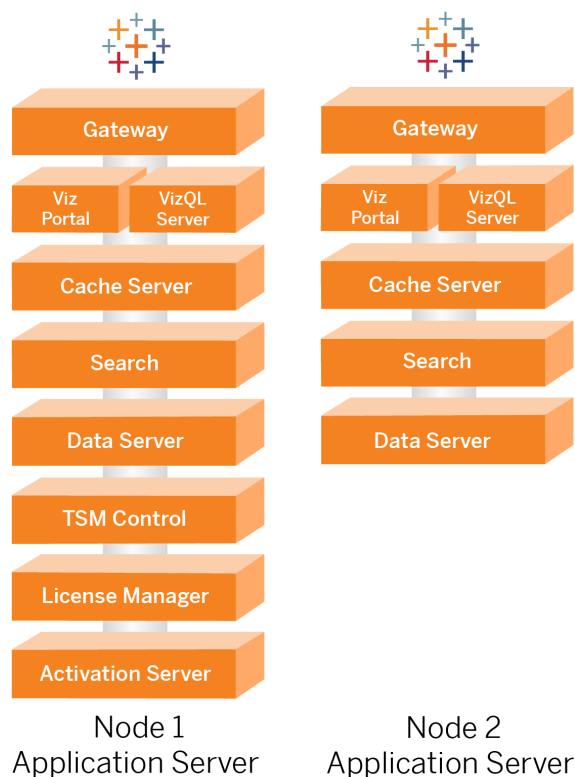 Gateway
Viz
Portal
VizQL
Server
Cache Server
Search
Data Server
TSM Control
License Manager
Activation Server
Node 1
Application Server
Gateway
Viz
Portal
VizQL
Server
Cache Server
Search
Data Server
Node 2
Application Server